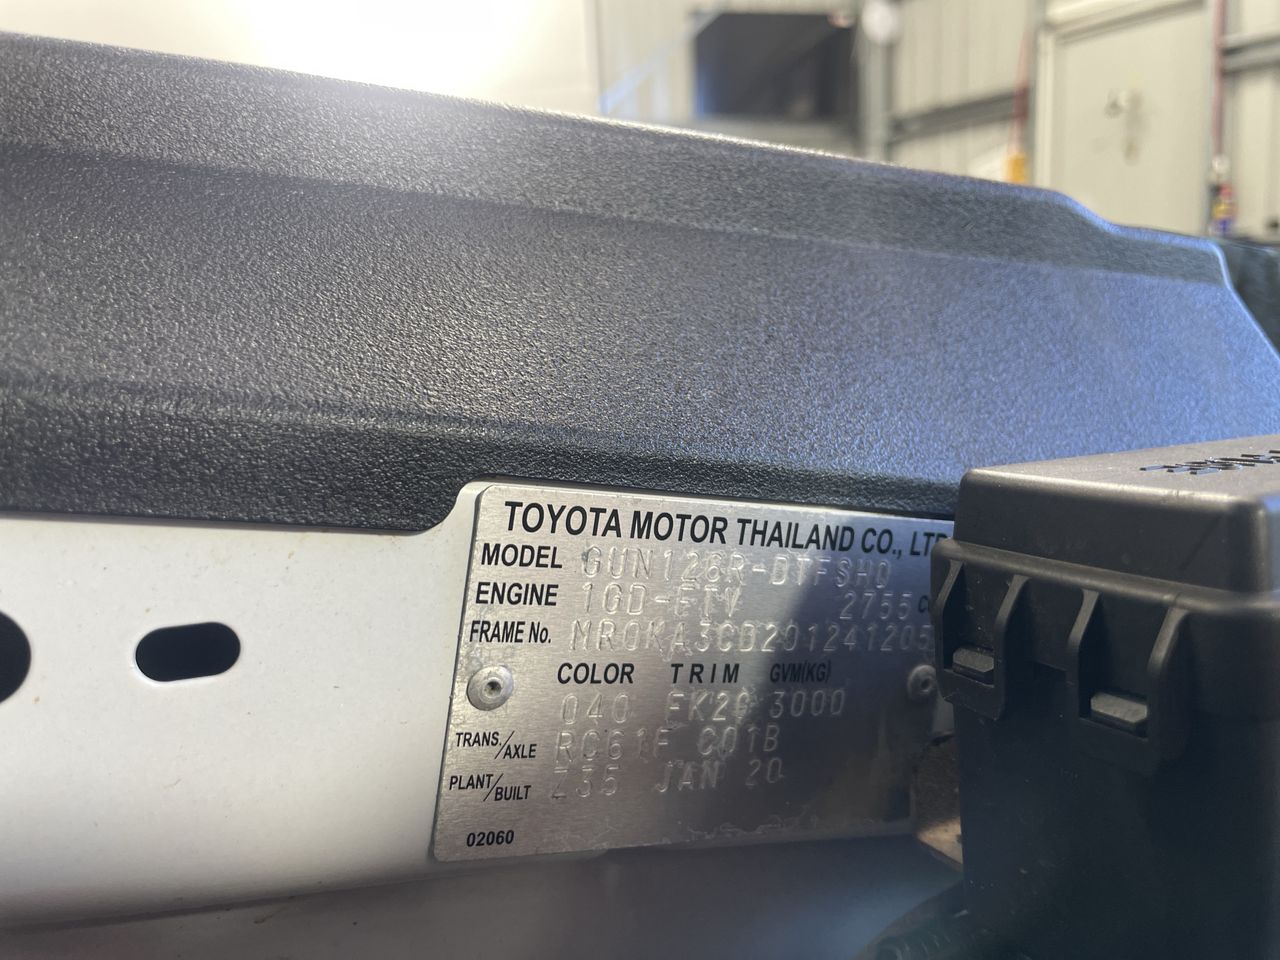 TOYOTA MOTOR THAILAND CO., LTD
MODEL GUN126R-DTFSHQ
ENGINE 1GD-FTV 2755 C
FRAME No. MR0KA3CD201241205
COLOR TRIM GVM(KG)
040 FK20 3000
TRANS./AXLE RC61F C01B
PLANT/BUILT Z35 JAN 20
02060